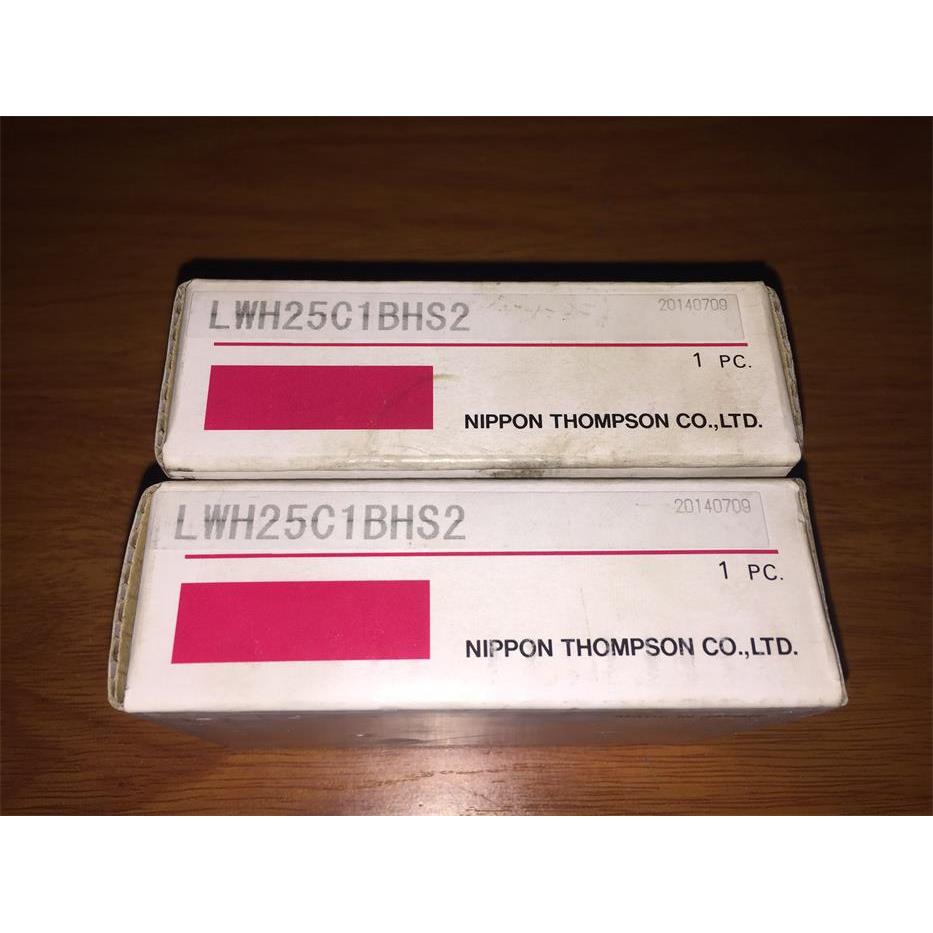 LWH25C1BHS2 20140709
1 PC.
NIPPON THOMPSON CO.,LTD.
LWH25C1BHS2 20140709
1 PC.
NIPPON THOMPSON CO.,LTD.